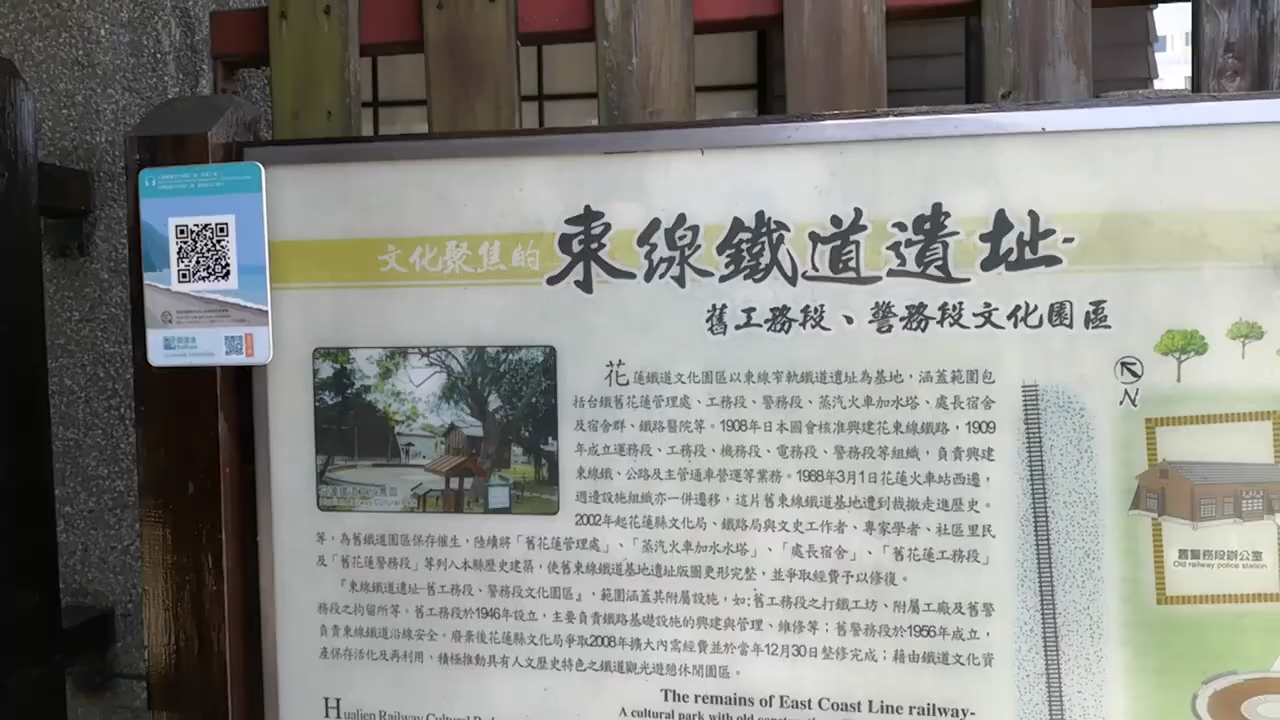 文化聚焦的
東線鐵道遺址-
舊工務段、警務段文化園區
花蓮鐵道文化園區以東線窄軌鐵道遺址為基地，涵蓋範圍包
括台鐵舊花蓮管理處、工務段、警務段、蒸汽火車加水塔、處長宿舍
及宿舍群、鐵路醫院等。1908年日本國會核准興建花東線鐵路，1909
年成立運務段、工務段、機務段、電務段、警務段等組織，負責興建
東線鐵、公路及主管通車營運等業務。1988年3月1日花蓮火車站西遷，
週邊設施組織亦一併遷移，這片舊東線鐵道基地遭到裁撤走進歷史。
2002年起花蓮縣文化局、鐵路局與文史工作者、專家學者、社區里民
等，為舊鐵道園區保存催生，陸續將「舊花蓮管理處」、「蒸汽火車加水水塔」、「處長宿舍」、「舊花蓮工務段」
及「舊花蓮警務段」等列入本縣歷史建築，使舊東線鐵道基地遺址版圖更形完整，並爭取經費予以修復。
『東線鐵道遺址-舊工務段、警務段文化園區』，範圍涵蓋其附屬設施，如:舊工務段之打鐵工坊、附屬工廠及舊警
務段之拘留所等。舊工務段於1946年設立，主要負責鐵路基礎設施的興建與管理、維修等；舊警務段於1956年成立，
負責東線鐵道沿線安全。廢棄後花蓮縣文化局爭取2008年擴大內需經費並於當年12月30日整修完成；藉由鐵道文化資
產保存活化及再利用，積極推動具有人文歷史特色之鐵道觀光遊憩休閒園區。
The remains of East Coast Line railway-
Hualien Railway Cultural Park
A cultural park with old
N
舊警務段辦公室
Old railway police station